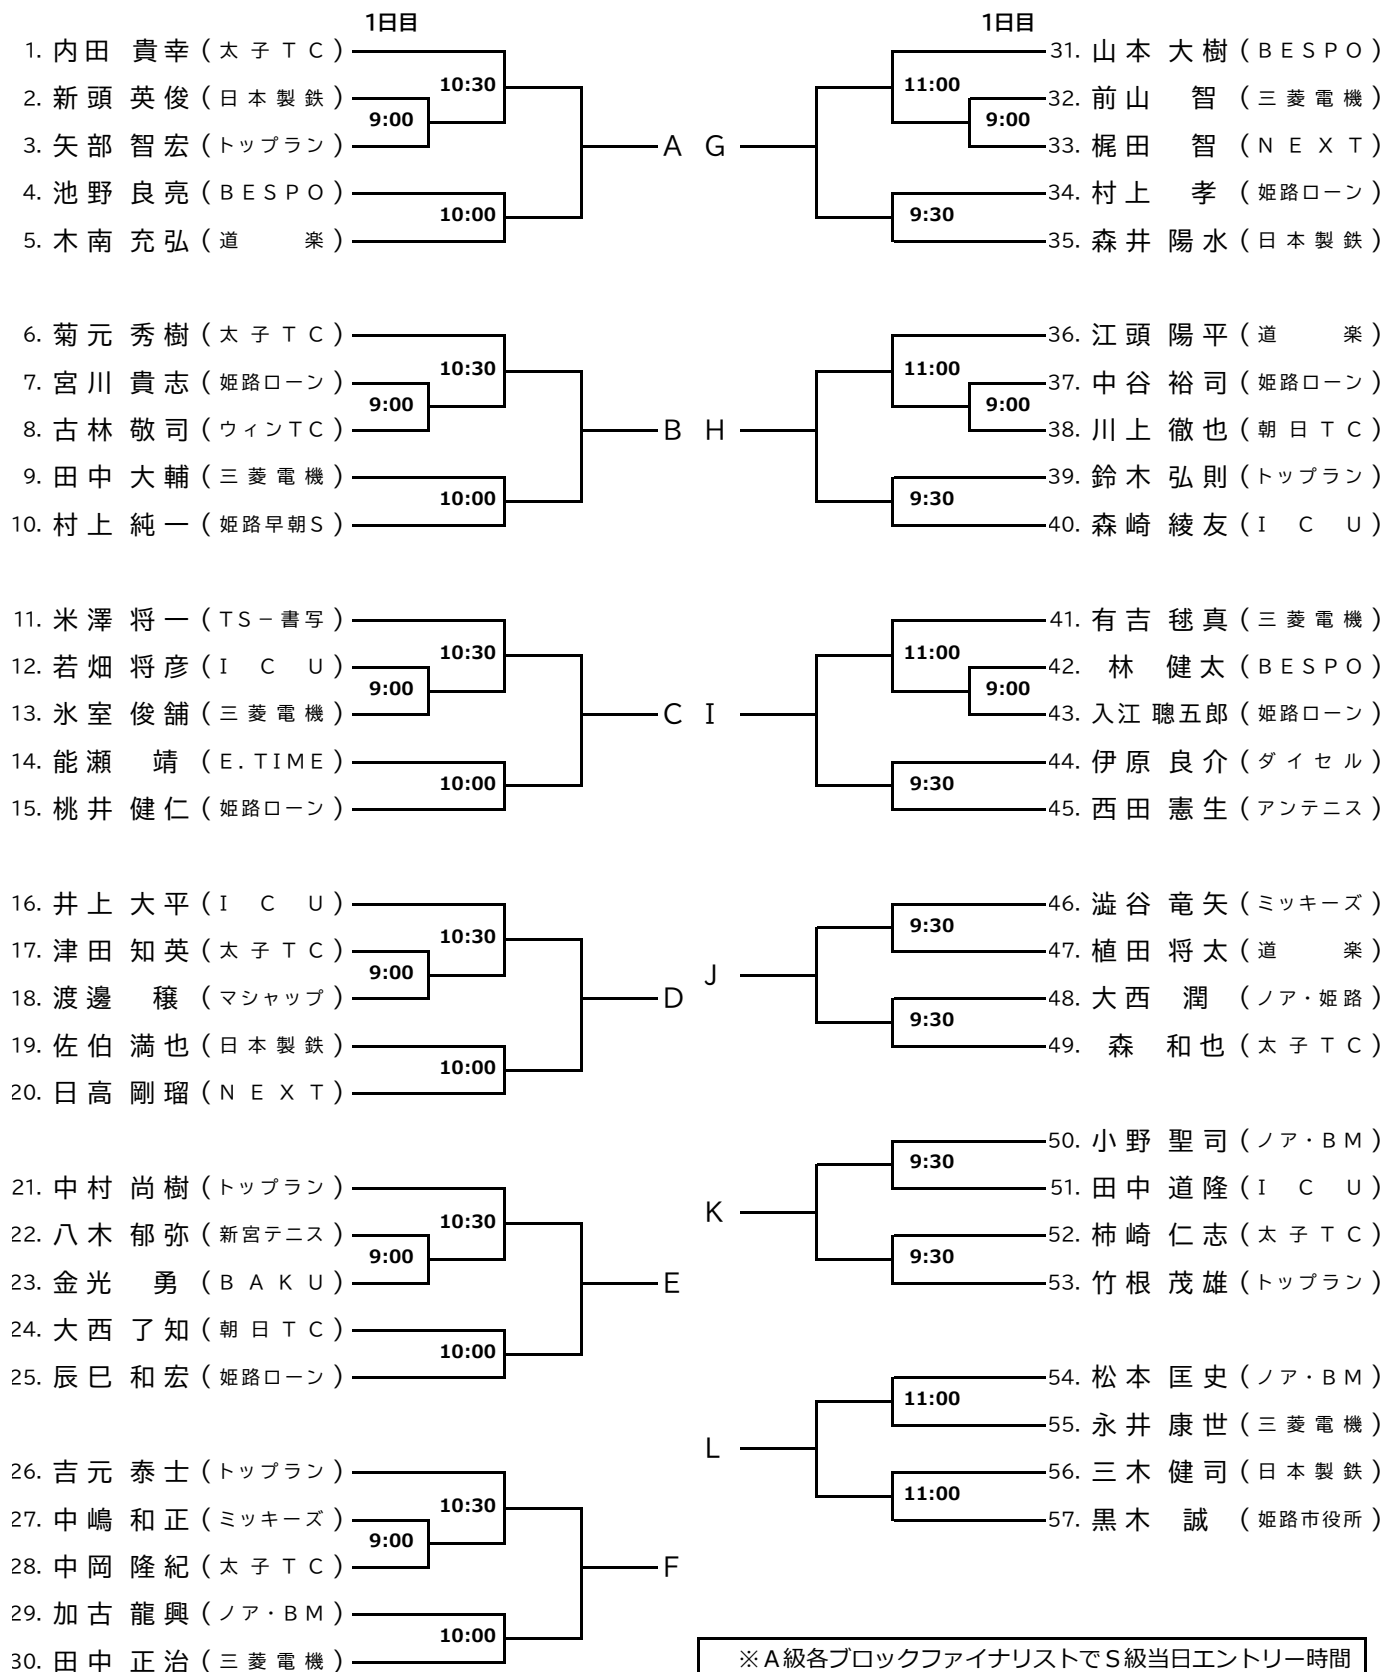 1日目
1. 内田 貴幸 (太子TC)
10:30
2. 新頭 英俊 (日本製鉄)
9:00
3. 矢部 智宏 (トップラン)
A
4. 池野 良亮 (BESPO)
10:00
5. 木南 充弘 (道 楽)
6. 菊元 秀樹 (太子TC)
10:30
7. 宮川 貴志 (姫路ローン)
9:00
8. 古林 敬司 (ウィンTC)
B
9. 田中 大輔 (三菱電機)
10:00
10. 村上 純一 (姫路早朝S)
11. 米澤 将一 (TS－書写)
10:30
12. 若畑 将彦 (I C U)
9:00
13. 氷室 俊舗 (三菱電機)
C
14. 能瀬 靖 (E.TIME)
10:00
15. 桃井 健仁 (姫路ローン)
16. 井上 大平 (I C U)
10:30
17. 津田 知英 (太子TC)
9:00
18. 渡邊 穣 (マシャップ)
D
19. 佐伯 満也 (日本製鉄)
10:00
20. 日高 剛瑠 (NEXT)
21. 中村 尚樹 (トップラン)
10:30
22. 八木 郁弥 (新宮テニス)
9:00
23. 金光 勇 (BAKU)
E
24. 大西 了知 (朝日TC)
10:00
25. 辰巳 和宏 (姫路ローン)
26. 吉元 泰士 (トップラン)
10:30
27. 中嶋 和正 (ミッキーズ)
9:00
28. 中岡 隆紀 (太子TC)
F
29. 加古 龍興 (ノア・BM)
10:00
30. 田中 正治 (三菱電機)
1日目
31. 山本 大樹 (BESPO)
11:00
32. 前山 智 (三菱電機)
9:00
33. 梶田 智 (NEXT)
G
34. 村上 孝 (姫路ローン)
9:30
35. 森井 陽水 (日本製鉄)
36. 江頭 陽平 (道 楽)
11:00
37. 中谷 裕司 (姫路ローン)
9:00
38. 川上 徹也 (朝日TC)
H
39. 鈴木 弘則 (トップラン)
9:30
40. 森崎 綾友 (I C U)
41. 有吉 毬真 (三菱電機)
11:00
42. 林 健太 (BESPO)
9:00
43. 入江 聰五郎 (姫路ローン)
I
44. 伊原 良介 (ダイセル)
9:30
45. 西田 憲生 (アンテニス)
46. 澁谷 竜矢 (ミッキーズ)
9:30
47. 植田 将太 (道 楽)
J
48. 大西 潤 (ノア・姫路)
9:30
49. 森 和也 (太子TC)
50. 小野 聖司 (ノア・BM)
9:30
51. 田中 道隆 (I C U)
K
52. 柿崎 仁志 (太子TC)
9:30
53. 竹根 茂雄 (トップラン)
54. 松本 匡史 (ノア・BM)
11:00
55. 永井 康世 (三菱電機)
L
56. 三木 健司 (日本製鉄)
11:00
57. 黒木 誠 (姫路市役所)
※A級各ブロックファイナリストでS級当日エントリー時間